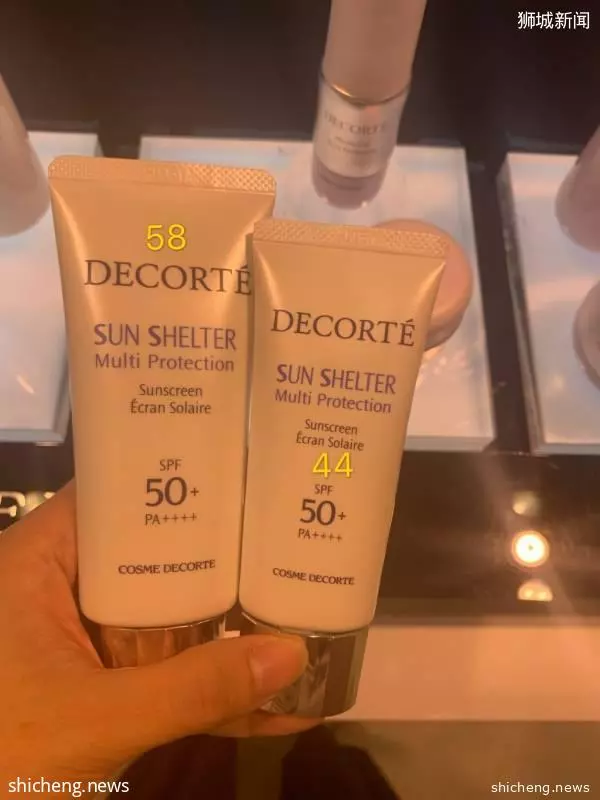 狮城新闻
DECORTÉ
58
DECORTÉ
SUN SHELTER
Multi Protection
Sunscreen
Écran Solaire
SPF
50+
PA++++
COSME DECORTE
DECORTÉ
SUN SHELTER
Multi Protection
Sunscreen
Écran Solaire
44
SPF
50+
PA++++
COSME DECORTE
shicheng.news
shicheng.news